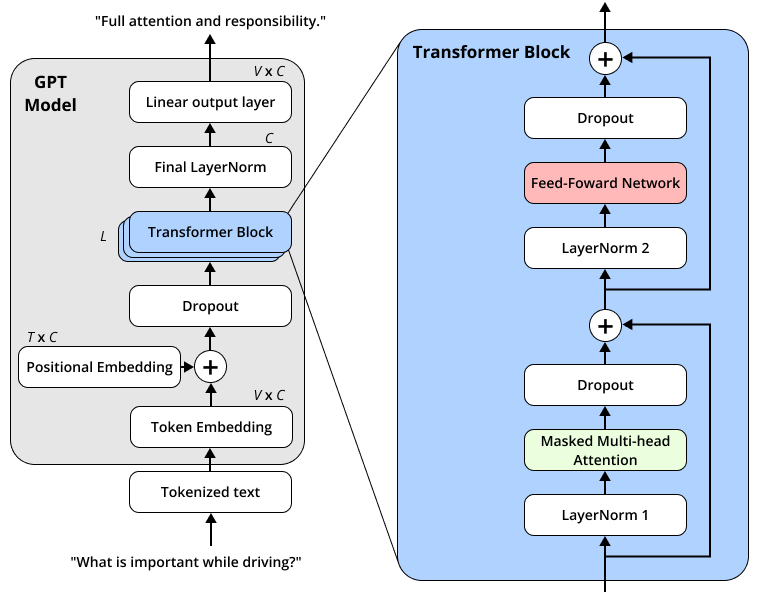 "Full attention and responsibility."
GPT
Model
V x C
Linear output layer
C
Final LayerNorm
L
Transformer Block
Dropout
T x C
Positional Embedding
+
V x C
Token Embedding
Tokenized text
"What is important while driving?"
Transformer Block
+
Dropout
Feed-Foward Network
LayerNorm 2
+
Dropout
Masked Multi-head
Attention
LayerNorm 1